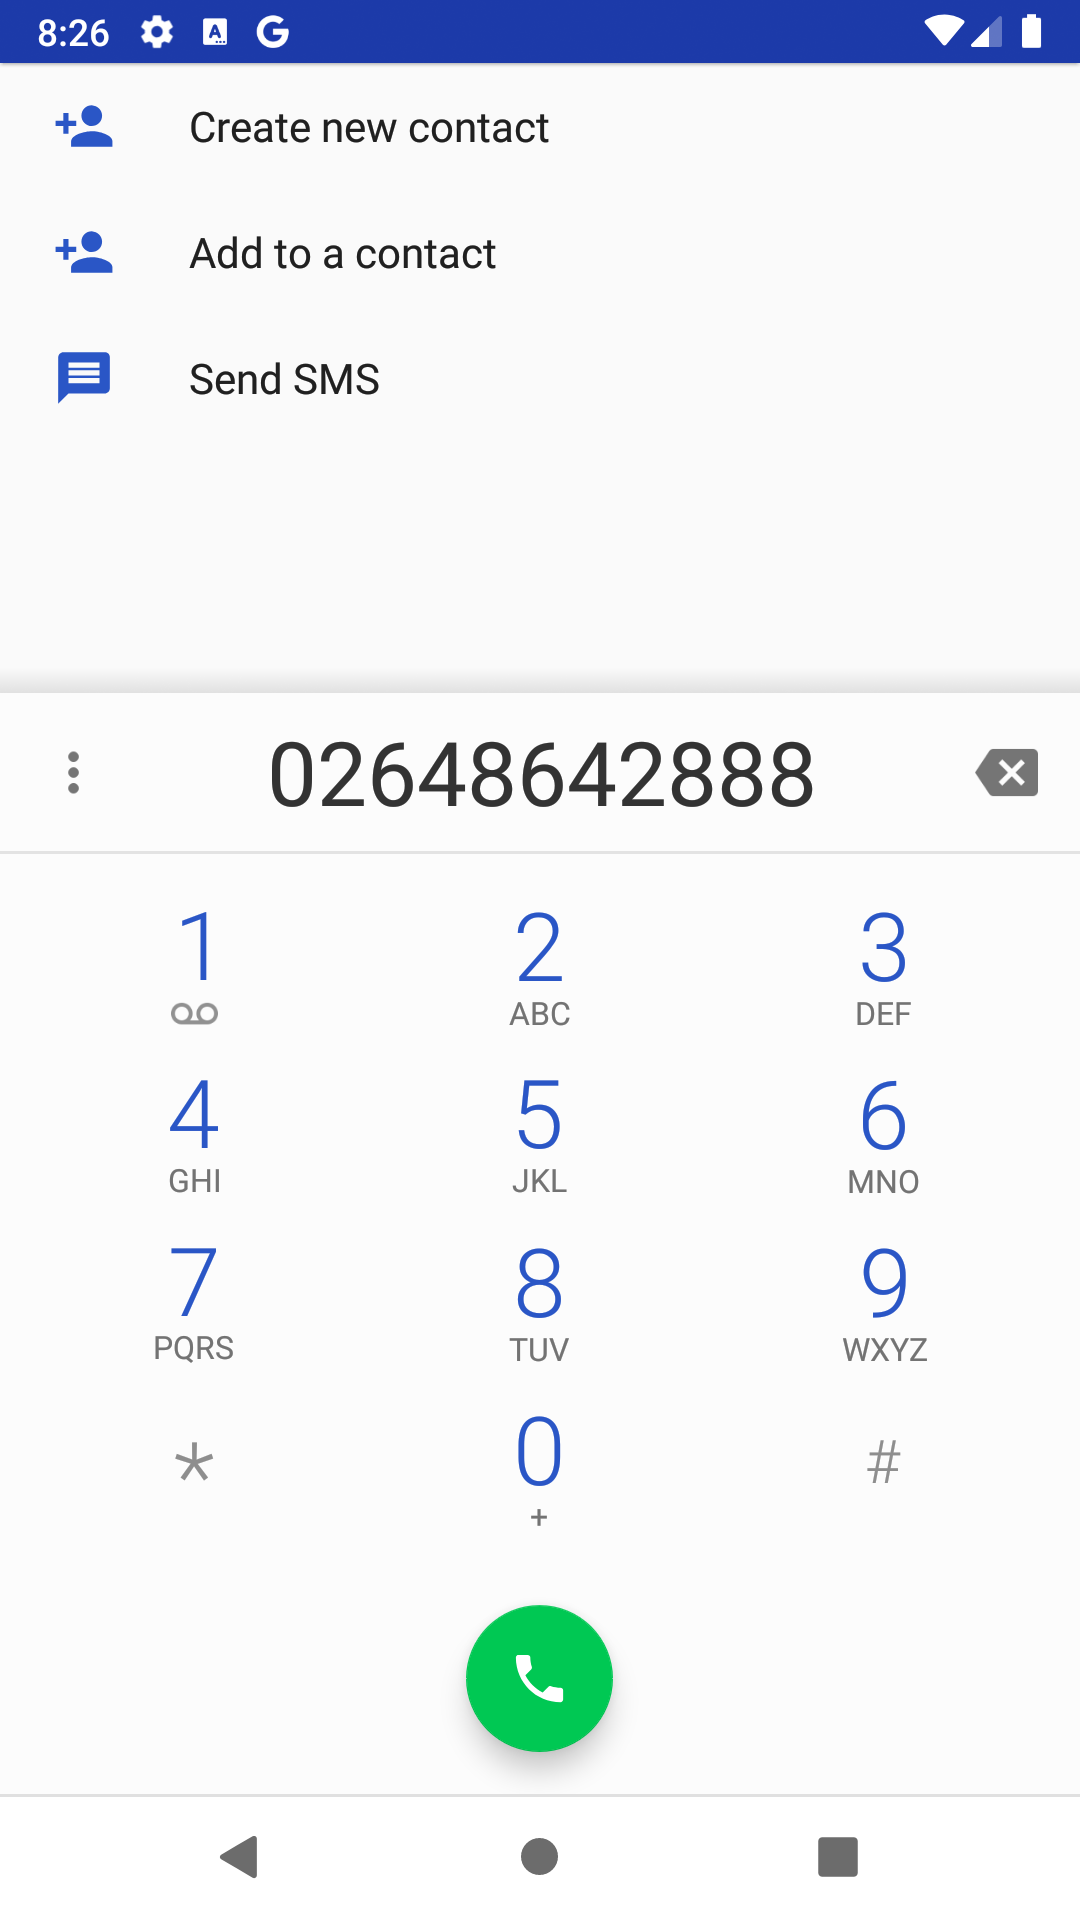 8:26
Create new contact
Add to a contact
Send SMS
02648642888
1 2 3
ABC DEF
4 5 6
GHI JKL MNO
7 8 9
PQRS TUV WXYZ
* 0 #
+